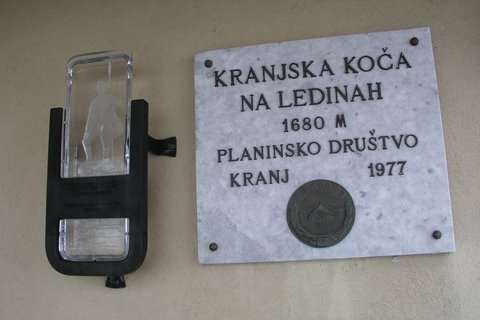 KRANJSKA KOČA
NA LEDINAH
1680 M
PLANINSKO DRUŠTVO
KRANJ 1977